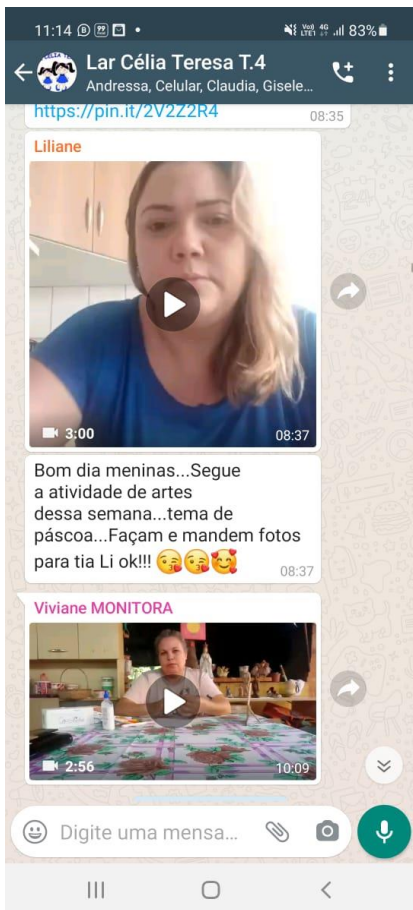 11:14
83%
Lar Célia Teresa T.4
Andressa, Celular, Claudia, Gisele...
https://pin.it/2V2Z2R4
08:35
Liliane
3:00
08:37
Bom dia meninas...Segue
a atividade de artes
dessa semana...tema de
páscoa...Façam e mandem fotos
para tia Li ok!!! 😘😘🥰
08:37
Viviane MONITORA
2:56
10:09
Digite uma mensa...